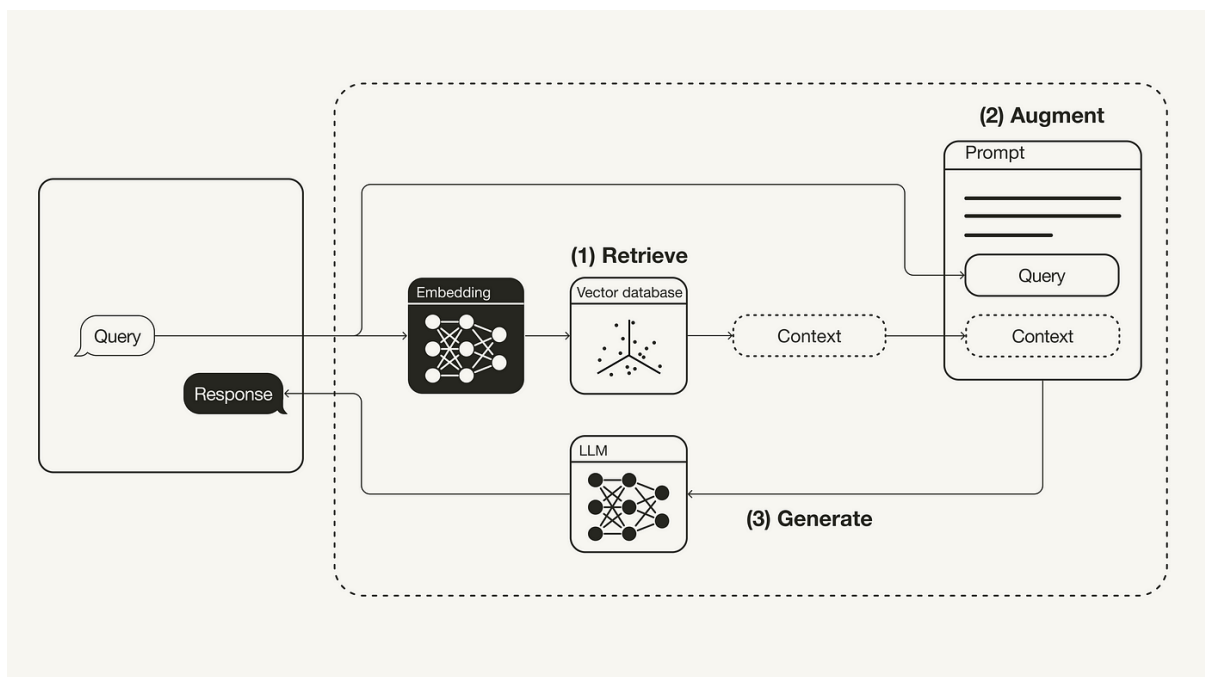 (2) Augment
Prompt
(1) Retrieve
Query
Embedding
Vector database
Query
Context
Context
Response
LLM
(3) Generate